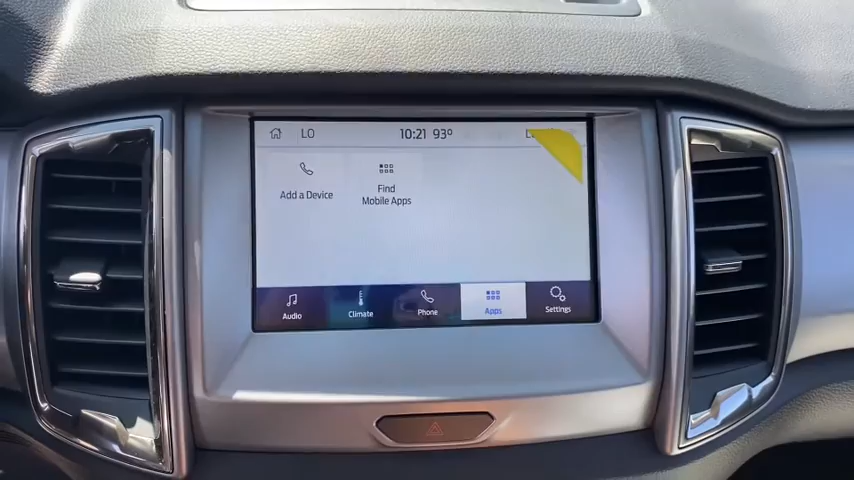 LO 10:21 93°
Add a Device
Find
Mobile Apps
Audio Climate Phone Apps Settings